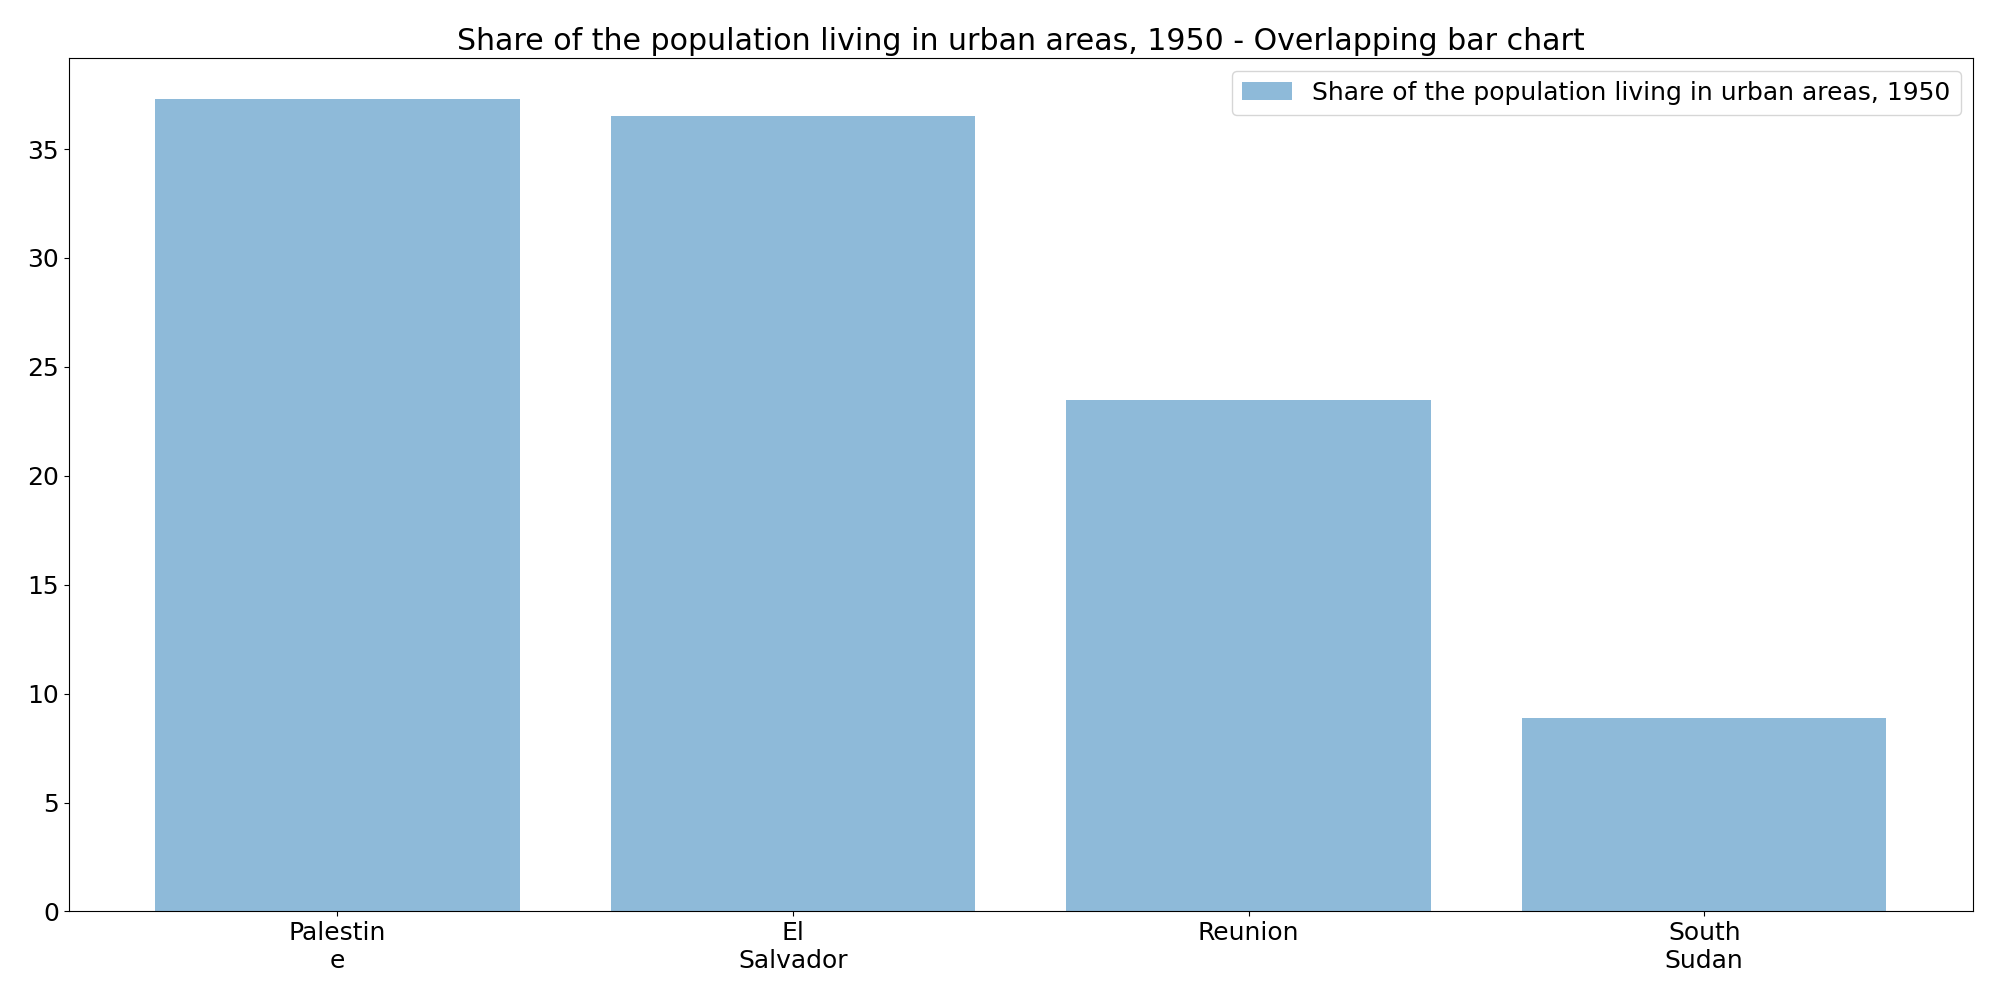 Share of the population living in urban areas, 1950 - Overlapping bar chart
Share of the population living in urban areas, 1950
35
30
25
20
15
10
5
0
Palestin
e
El
Salvador
Reunion
South
Sudan